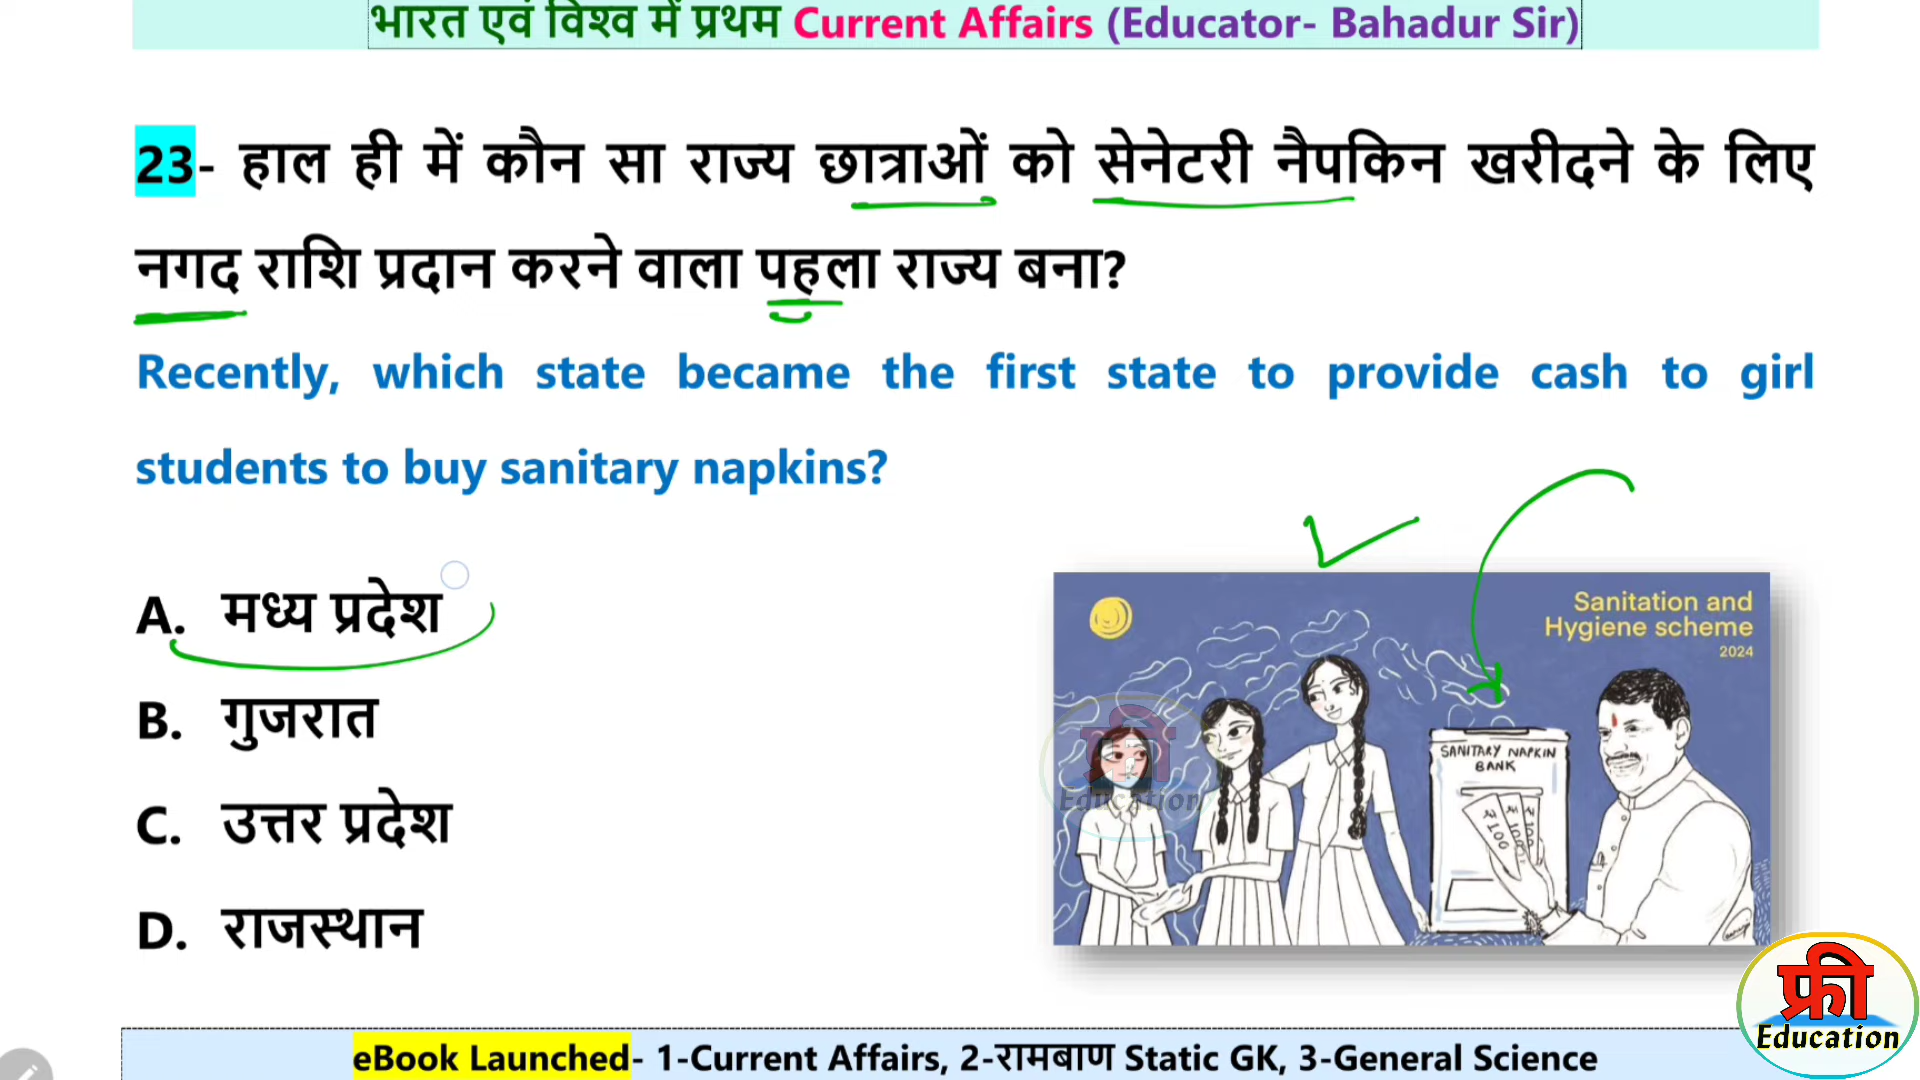 भारत एवं विश्व में प्रथम Current Affairs (Educator- Bahadur Sir)
23- हाल ही में कौन सा राज्य छात्राओं को सेनेटरी नैपकिन खरीदने के लिए
नगद राशि प्रदान करने वाला पहला राज्य बना?
Recently, which state became the first state to provide cash to girl
students to buy sanitary napkins?
A. मध्य प्रदेश
B. गुजरात
C. उत्तर प्रदेश
D. राजस्थान
Sanitation and
Hygiene scheme
2024
SANITARY NAPKIN
BANK
₹100
फ्री
Education
फ्री
Education
eBook Launched- 1-Current Affairs, 2-रामबाण Static GK, 3-General Science